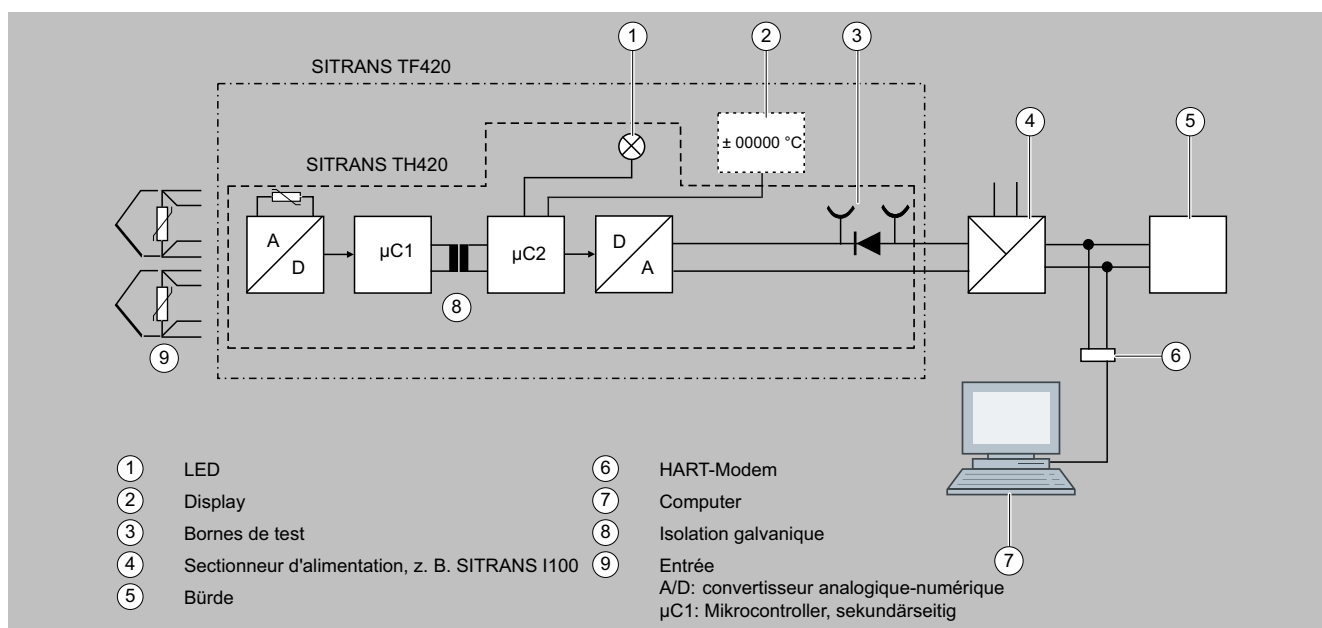 1 2 3
SITRANS TF420
± 00000 °C
4 5
SITRANS TH420
A
D
µC1
µC2
D
A
8
9
6
1 LED
2 Display
3 Bornes de test
4 Sectionneur d'alimentation, z. B. SITRANS I100
5 Bürde
6 HART-Modem
7 Computer
8 Isolation galvanique
9 Entrée
A/D: convertisseur analogique-numérique
µC1: Mikrocontroller, sekundärseitig
7